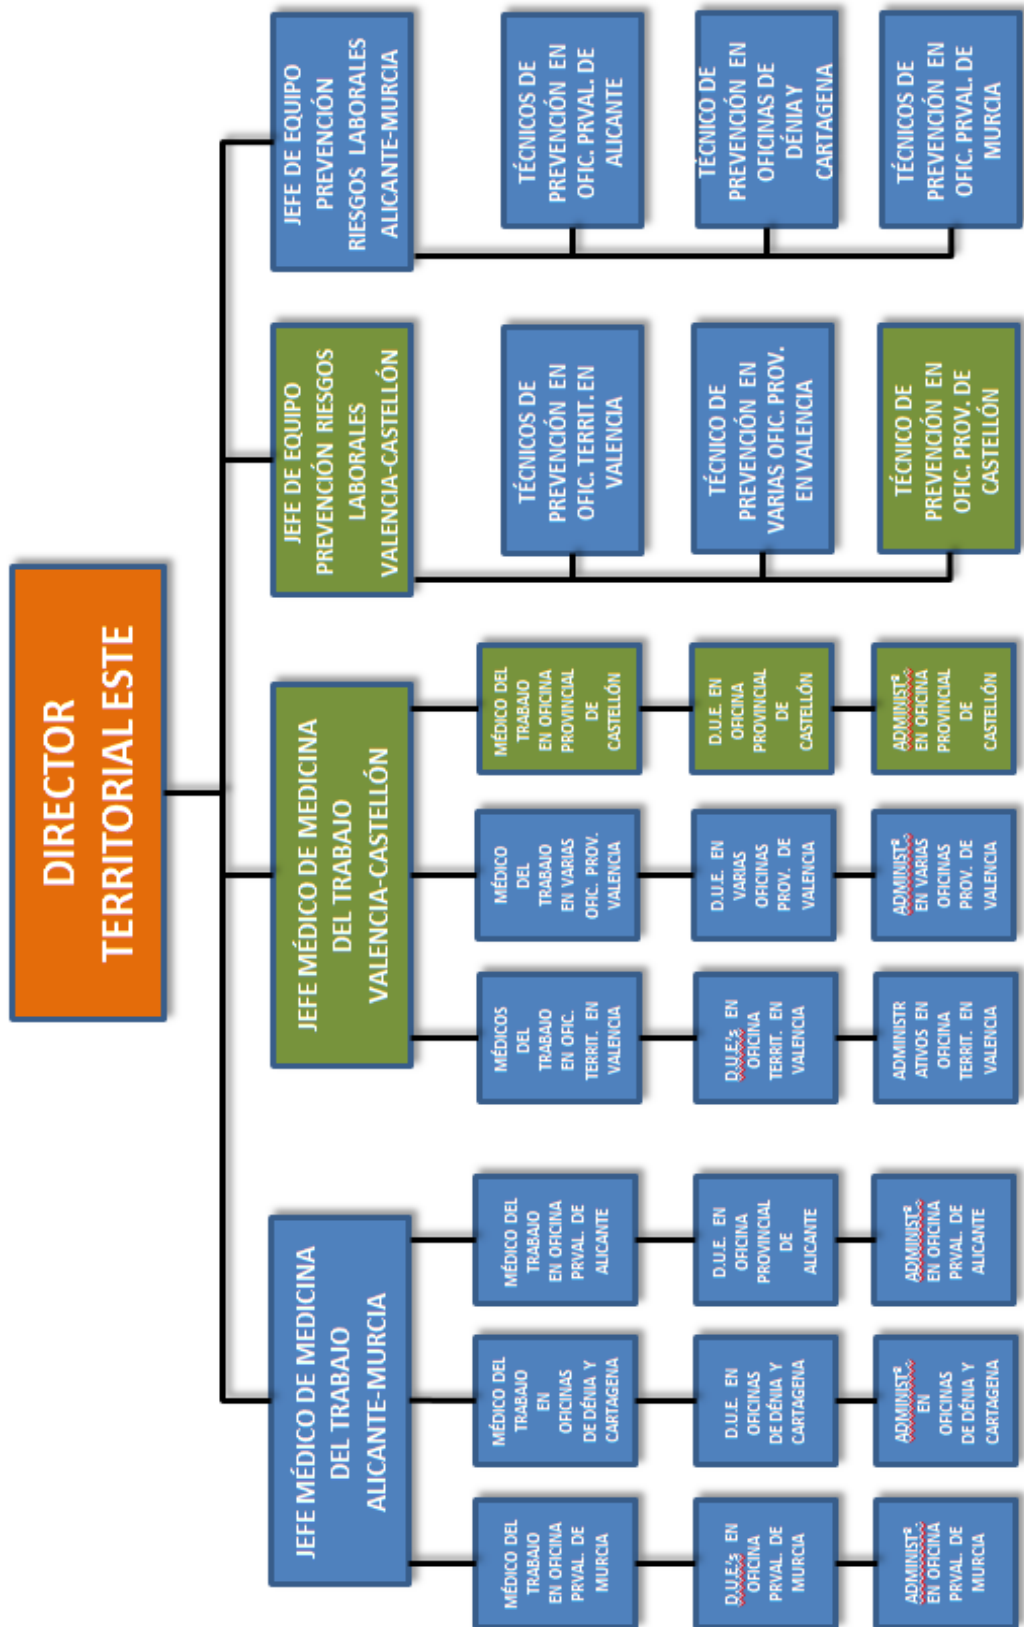 DIRECTOR
TERRITORIAL ESTE
JEFE MÉDICO DE MEDICINA
DEL TRABAJO
ALICANTE-MURCIA
JEFE MÉDICO DE MEDICINA
DEL TRABAJO
VALENCIA-CASTELLÓN
JEFE DE EQUIPO
PREVENCIÓN RIESGOS
LABORALES
VALENCIA-CASTELLÓN
JEFE DE EQUIPO
PREVENCIÓN
RIESGOS LABORALES
ALICANTE-MURCIA
MÉDICO DEL
TRABAJO
EN OFICINA
PRVAL. DE
MURCIA
MÉDICO DEL
TRABAJO
EN
OFICINAS
DE DÉNIA Y
CARTAGENA
MÉDICO DEL
TRABAJO
EN OFICINA
PRVAL. DE
ALICANTE
MÉDICOS
DEL
TRABAJO
EN OFIC.
TERRIT. EN
VALENCIA
MÉDICO
DEL
TRABAJO
EN VARIAS
OFIC. PROV.
VALENCIA
MÉDICO DEL
TRABAJO
EN OFICINA
PROVINCIAL
DE
CASTELLÓN
TÉCNICOS DE
PREVENCIÓN EN
OFIC. TERRIT. EN
VALENCIA
TÉCNICOS DE
PREVENCIÓN EN
OFIC. PRVAL. DE
ALICANTE
D.U.E.'s EN
OFICINA
PRVAL. DE
MURCIA
D.U.E. EN
OFICINAS
DE DÉNIA Y
CARTAGENA
D.U.E. EN
OFICINA
PROVINCIAL
DE
ALICANTE
D.U.E.'s EN
OFICINA
TERRIT. EN
VALENCIA
D.U.E. EN
VARIAS
OFICINAS
PROV. DE
VALENCIA
D.U.E. EN
OFICINA
PROVINCIAL
DE
CASTELLÓN
TÉCNICO DE
PREVENCIÓN EN
VARIAS OFIC. PROV.
EN VALENCIA
TÉCNICO DE
PREVENCIÓN EN
OFICINAS DE
DÉNIA Y
CARTAGENA
ADMINISTº.
EN OFICINA
PRVAL. DE
MURCIA
ADMINISTº.
EN
OFICINAS
DE DÉNIA Y
CARTAGENA
ADMINISTº.
EN OFICINA
PRVAL. DE
ALICANTE
ADMINISTR
ATIVOS EN
OFICINA
TERRIT. EN
VALENCIA
ADMINISTº.
EN VARIAS
OFICINAS
PROV. DE
VALENCIA
ADMINISTº.
EN OFICINA
PROVINCIAL
DE
CASTELLÓN
TÉCNICO DE
PREVENCIÓN EN
OFIC. PROV. DE
CASTELLÓN
TÉCNICOS DE
PREVENCIÓN EN
OFIC. PRVAL. DE
MURCIA